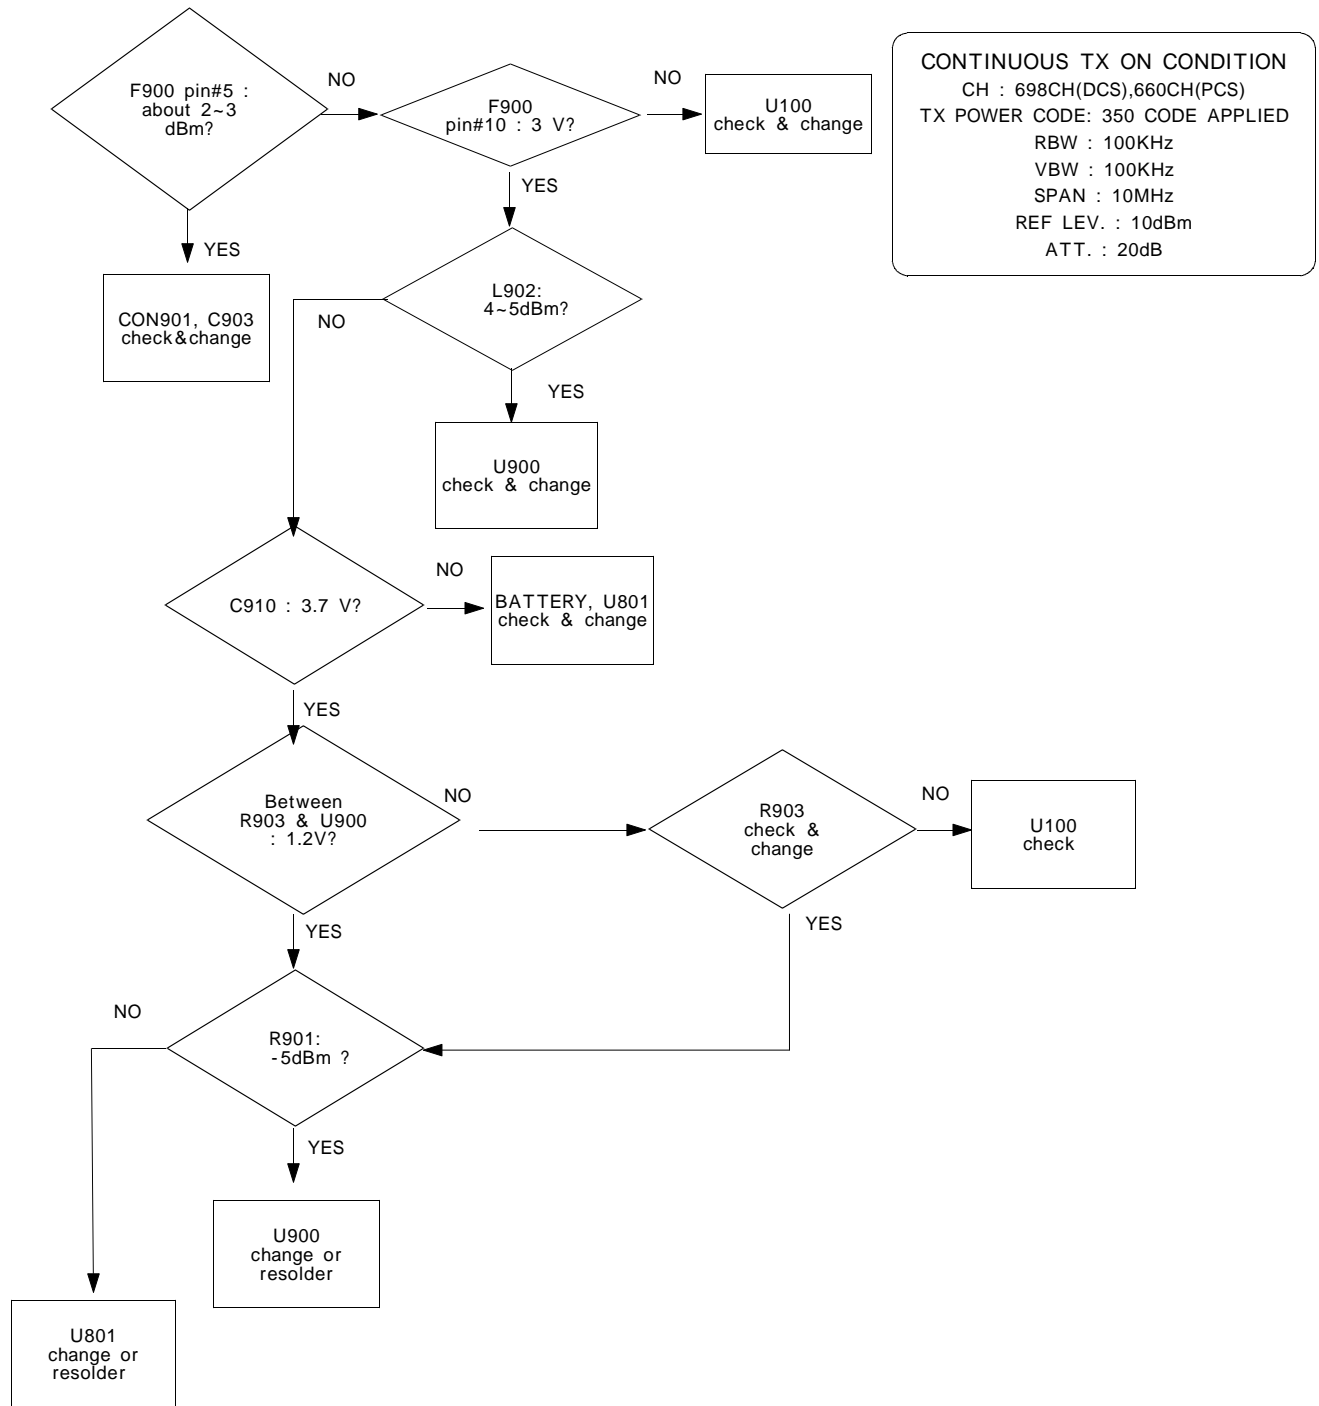 F900 pin#5 :
about 2~3
dBm?
NO
F900
pin#10 : 3 V?
NO
U100
check & change
CONTINUOUS TX ON CONDITION
CH : 698CH(DCS),660CH(PCS)
TX POWER CODE: 350 CODE APPLIED
RBW : 100KHz
VBW : 100KHz
SPAN : 10MHz
REF LEV. : 10dBm
ATT. : 20dB
YES
YES
CON901, C903
check&change
L902:
4~5dBm?
NO
YES
U900
check & change
C910 : 3.7 V?
NO
BATTERY, U801
check & change
YES
Between
R903 & U900
: 1.2V?
NO
R903
check &
change
NO
U100
check
YES
YES
NO
R901:
-5dBm ?
YES
U900
change or
resolder
U801
change or
resolder